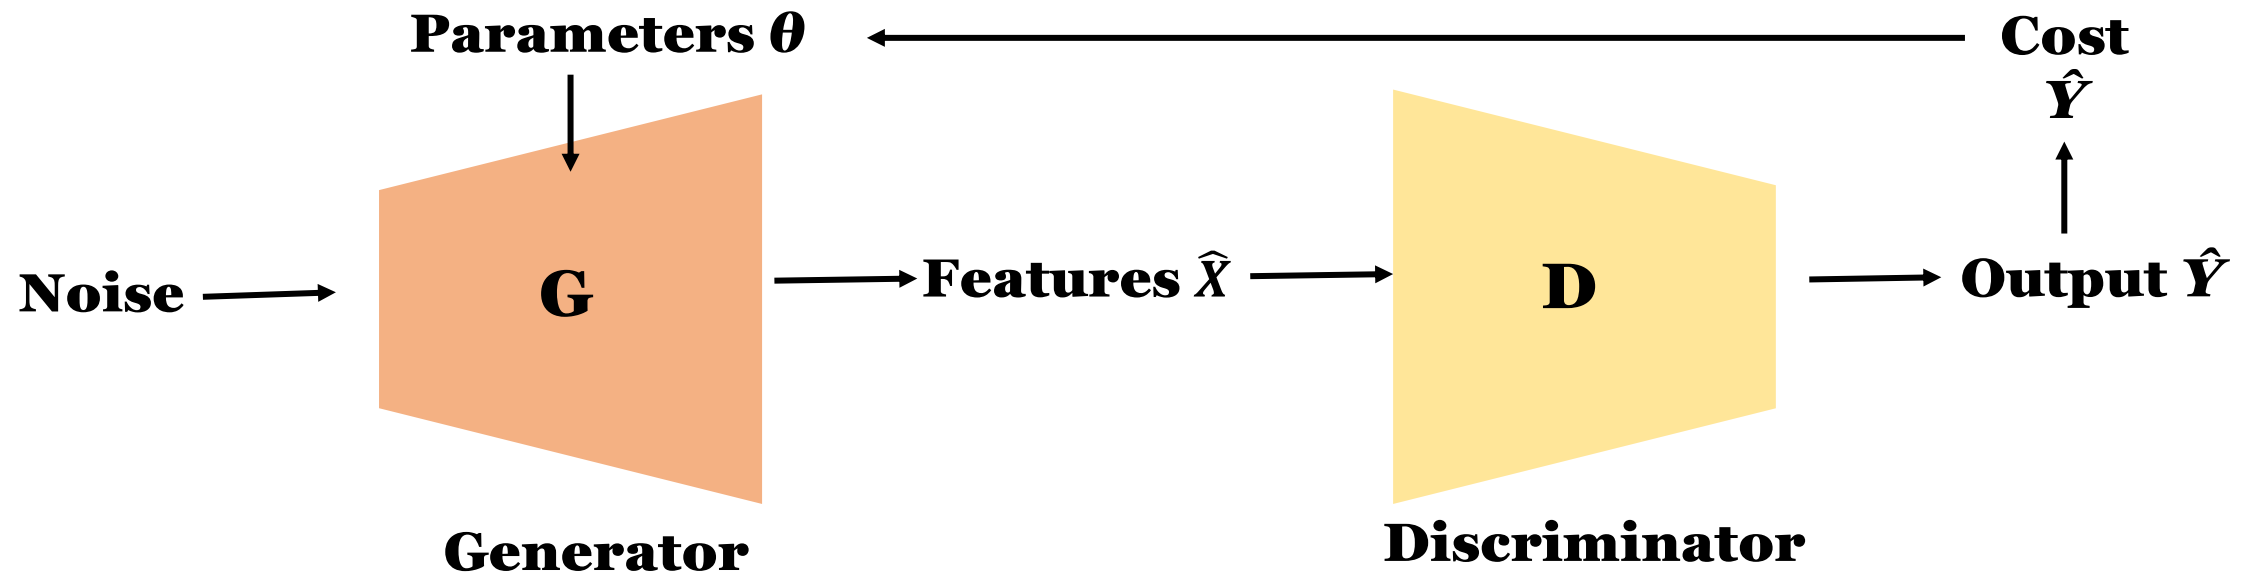 Parameters θ
Cost
Ŷ
Noise
G
Features X̂
D
Output Ŷ
Generator
Discriminator